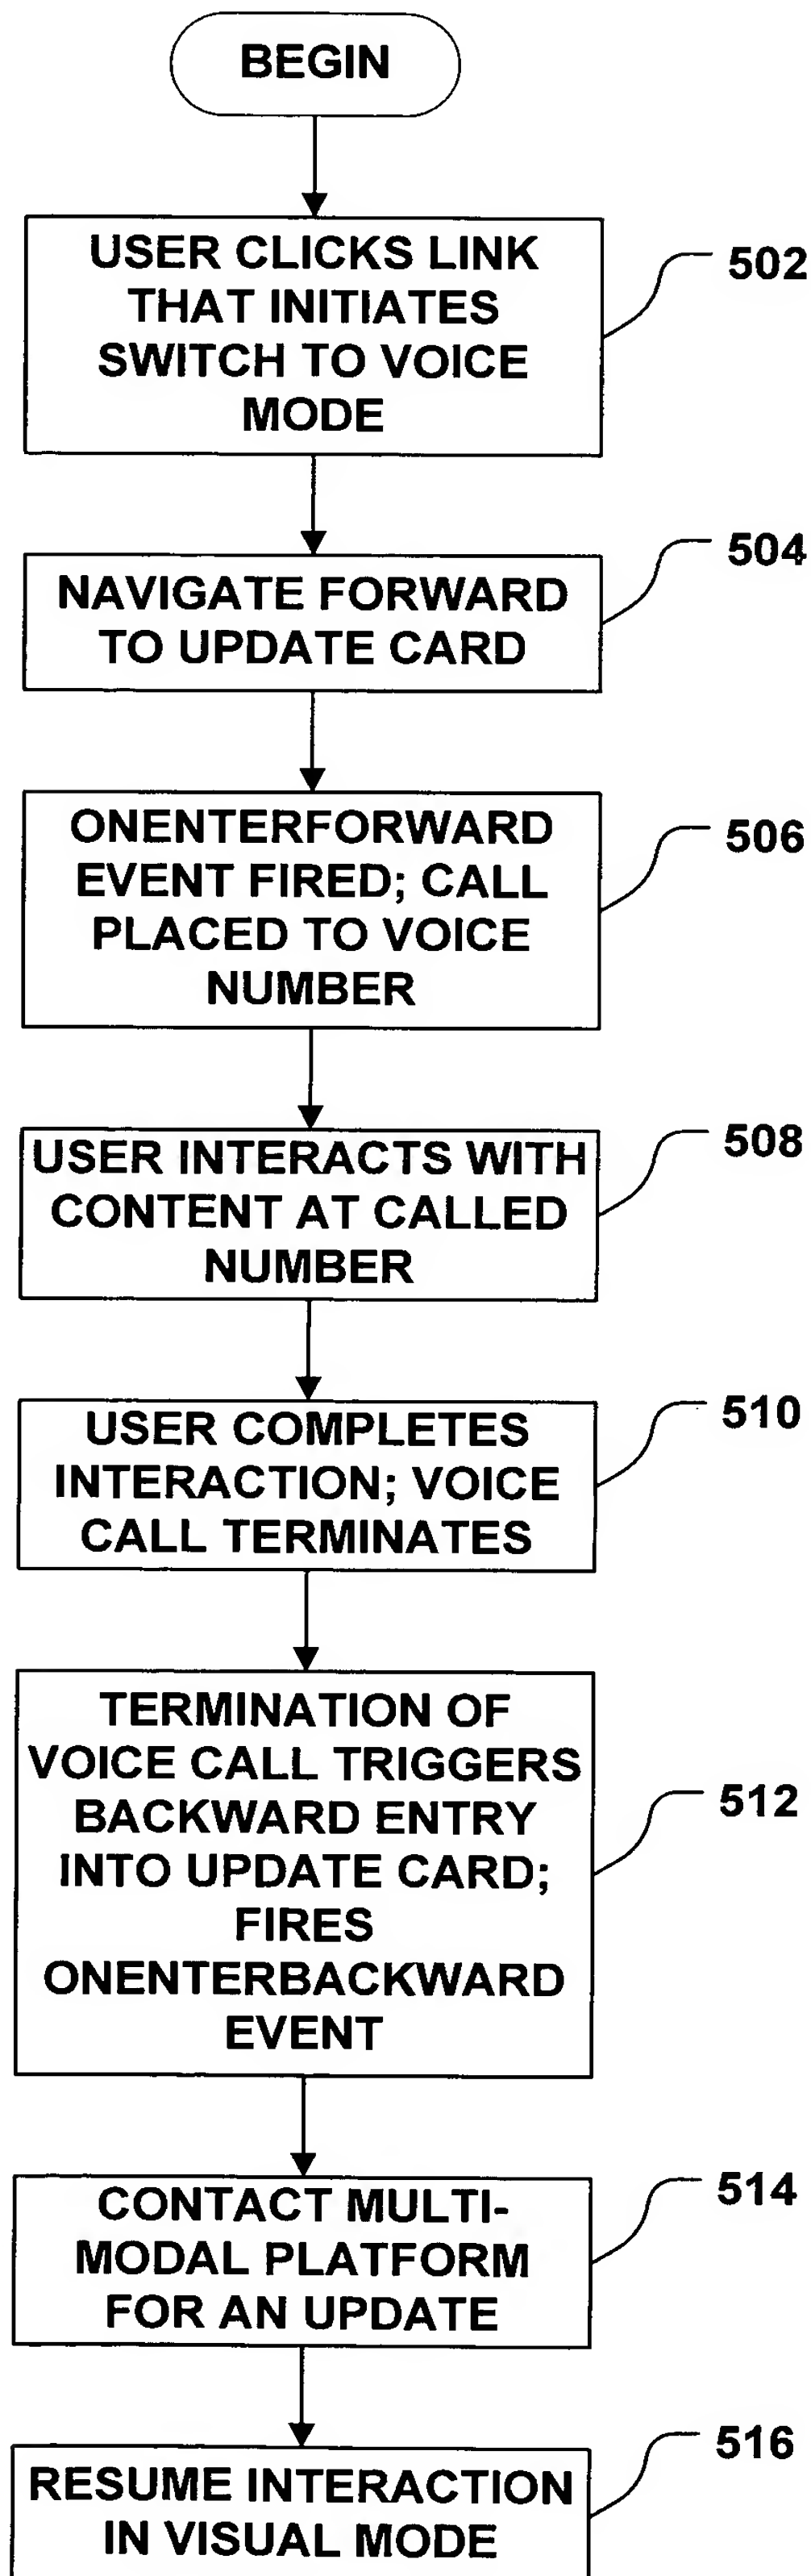 BEGIN
USER CLICKS LINK
THAT INITIATES
SWITCH TO VOICE
MODE
502
NAVIGATE FORWARD
TO UPDATE CARD
504
ONENTERFORWARD
EVENT FIRED; CALL
PLACED TO VOICE
NUMBER
506
USER INTERACTS WITH
CONTENT AT CALLED
NUMBER
508
USER COMPLETES
INTERACTION; VOICE
CALL TERMINATES
510
TERMINATION OF
VOICE CALL TRIGGERS
BACKWARD ENTRY
INTO UPDATE CARD;
FIRES
ONENTERBACKWARD
EVENT
512
CONTACT MULTI-
MODAL PLATFORM
FOR AN UPDATE
514
RESUME INTERACTION
IN VISUAL MODE
516